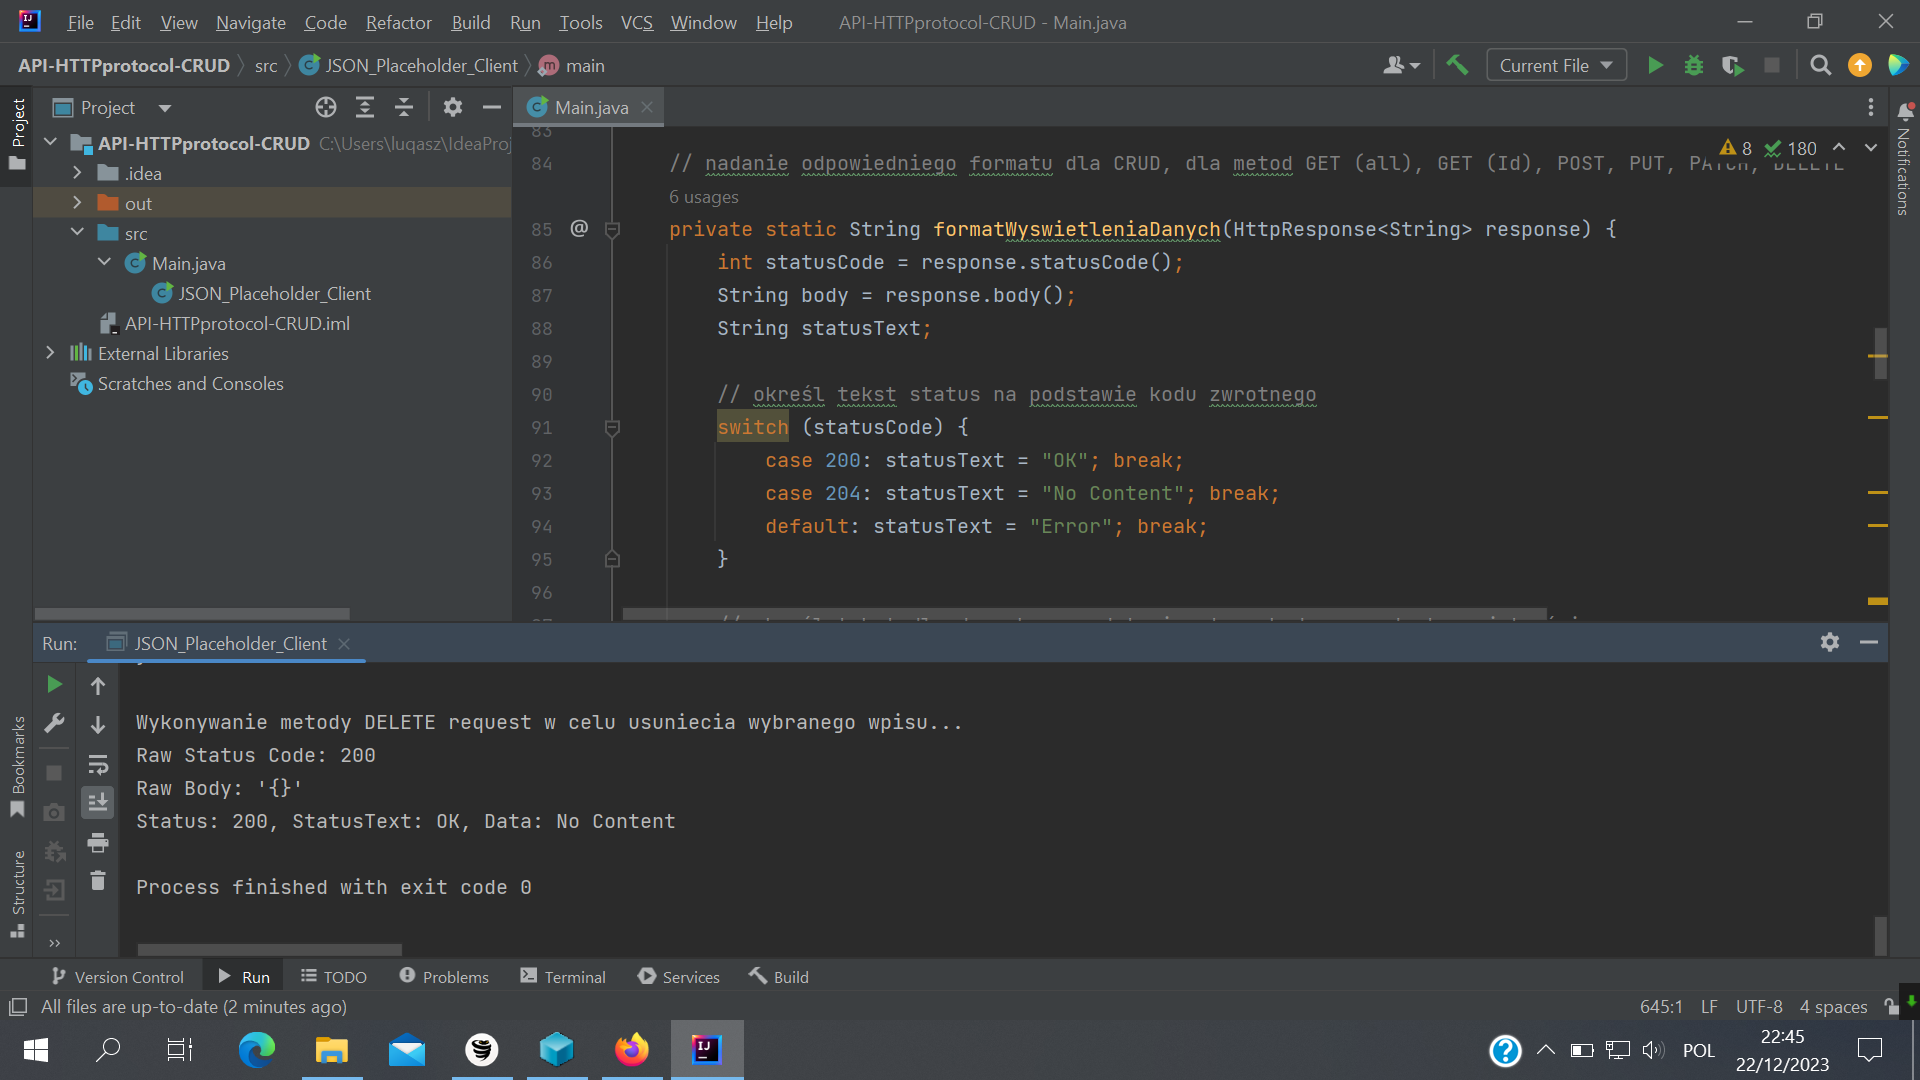 File Edit View Navigate Code Refactor Build Run Tools VCS Window Help API-HTTPprotocol-CRUD - Main.java
API-HTTPprotocol-CRUD src JSON_Placeholder_Client main
Current File
Project
Project
Main.java
API-HTTPprotocol-CRUD C:\Users\luqasz\IdeaProj
.idea
out
src
Main.java
JSON_Placeholder_Client
API-HTTPprotocol-CRUD.iml
External Libraries
Scratches and Consoles
8 180
Notifications
83
84 // nadanie odpowiedniego formatu dla CRUD, dla metod GET (all), GET (Id), POST, PUT, PATCH, DELETE
6 usages
85 @ private static String formatWyswietleniaDanych(HttpResponse<String> response) {
86 int statusCode = response.statusCode();
87 String body = response.body();
88 String statusText;
89
90 // określ tekst status na podstawie kodu zwrotnego
91 switch (statusCode) {
92 case 200: statusText = "OK"; break;
93 case 204: statusText = "No Content"; break;
94 default: statusText = "Error"; break;
95 }
96
Run: JSON_Placeholder_Client
Wykonywanie metody DELETE request w celu usuniecia wybranego wpisu...
Raw Status Code: 200
Raw Body: '{}'
Status: 200, StatusText: OK, Data: No Content
Process finished with exit code 0
Bookmarks
Structure
Version Control Run TODO Problems Terminal Services Build
All files are up-to-date (2 minutes ago) 645:1 LF UTF-8 4 spaces
POL
22:45
22/12/2023